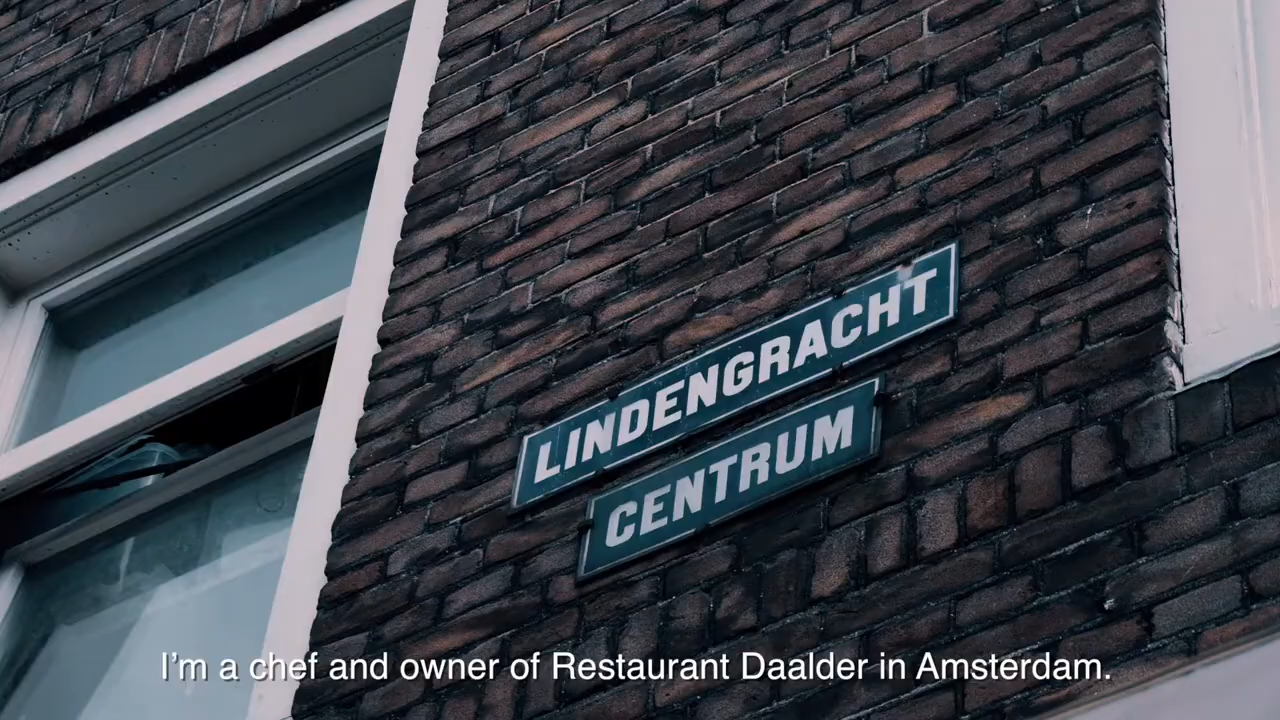 LINDENGRACHT
CENTRUM
I'm a chef and owner of Restaurant Daalder in Amsterdam.